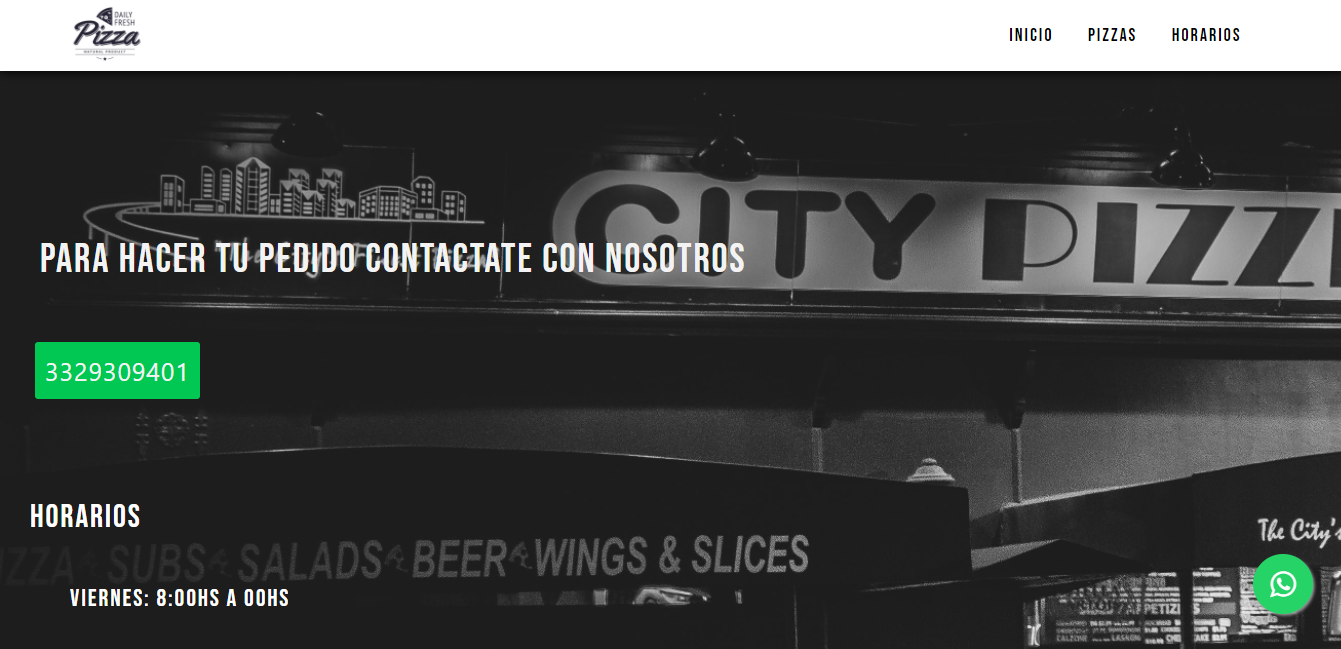 DAILY
FRESH
Pizza
NATURAL PRODUCT
INICIO PIZZAS HORARIOS
CITY PIZZ
PARA HACER TU PEDIDO CONTACTATE CON NOSOTROS
3329309401
HORARIOS
The City's
IZZA SUBS SALADS BEER WINGS & SLICES
VIERNES: 8:00HS A 00HS